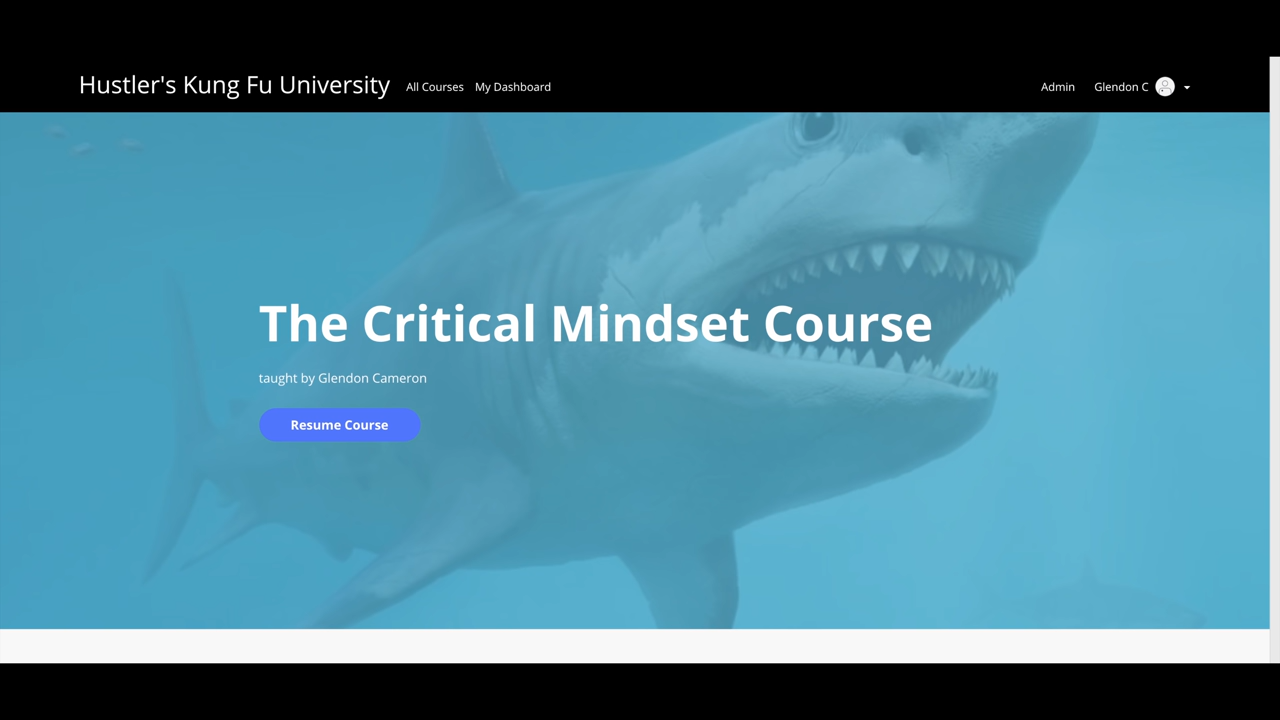 Hustler's Kung Fu University
All Courses
My Dashboard
Admin
Glendon C
The Critical Mindset Course
taught by Glendon Cameron
Resume Course